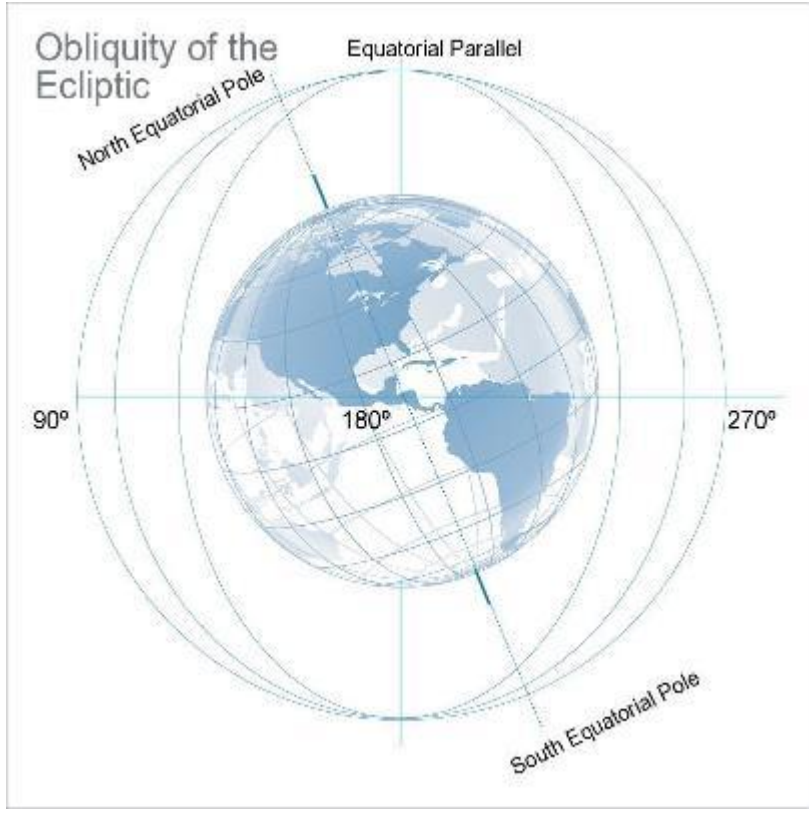 Obliquity of the
Ecliptic
Equatorial Parallel
North Equatorial Pole
90º
180º
270º
South Equatorial Pole